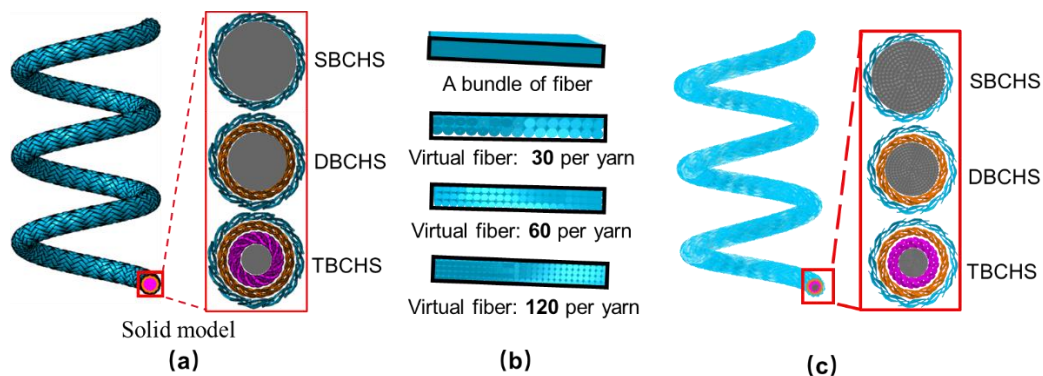 SBCHS
DBCHS
TBCHS
Solid model
(a)
A bundle of fiber
Virtual fiber: 30 per yarn
Virtual fiber: 60 per yarn
Virtual fiber: 120 per yarn
(b)
SBCHS
DBCHS
TBCHS
(c)